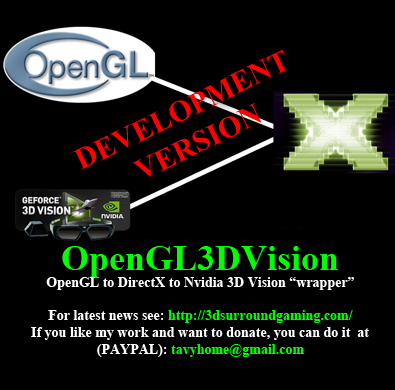 OpenGL™
DEVELOPMENT
VERSION
GEFORCE®
3D VISION™
NVIDIA
OpenGL3DVision
OpenGL to DirectX to Nvidia 3D Vision “wrapper”
For latest news see: http://3dsurroundgaming.com/
If you like my work and want to donate, you can do it at
(PAYPAL): tavyhome@gmail.com